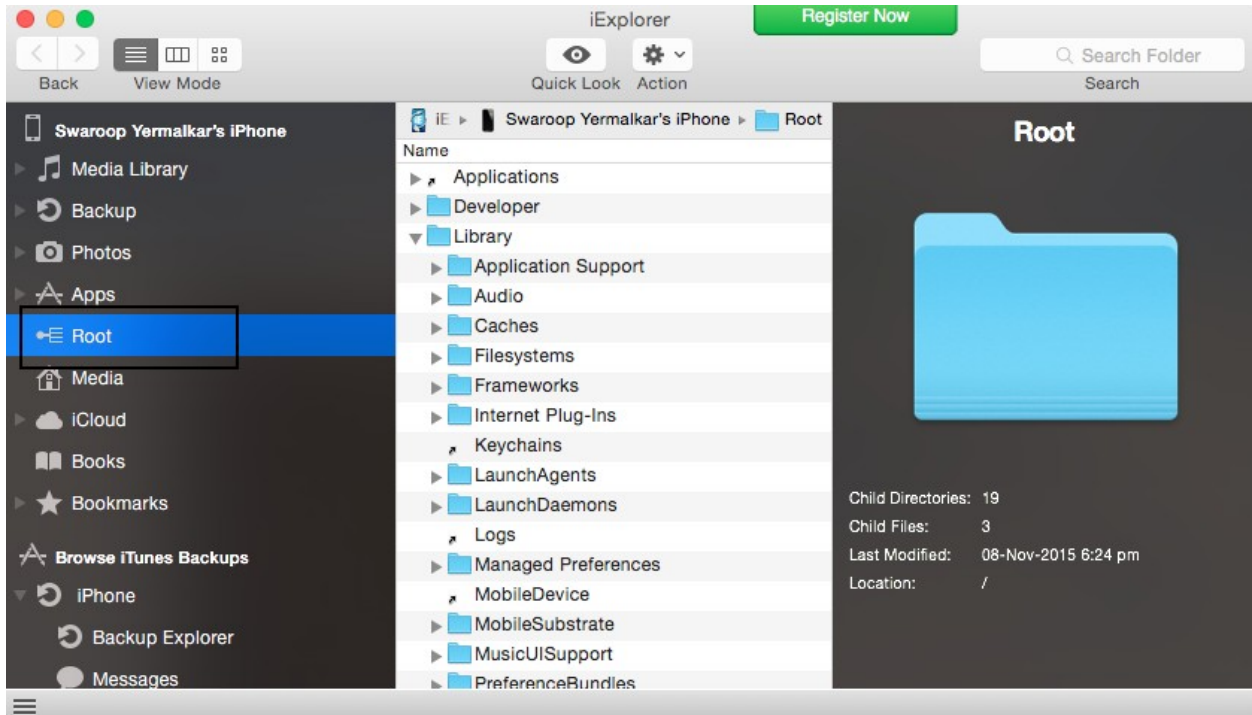 iExplorer
Register Now
Search Folder
Back
View Mode
Quick Look
Action
Search
Swaroop Yermalkar's iPhone
Media Library
Backup
Photos
Apps
Root
Media
iCloud
Books
Bookmarks
Browse iTunes Backups
iPhone
Backup Explorer
Messages
iE
Swaroop Yermalkar's iPhone
Root
Name
Applications
Developer
Library
Application Support
Audio
Caches
Filesystems
Frameworks
Internet Plug-Ins
Keychains
LaunchAgents
LaunchDaemons
Logs
Managed Preferences
MobileDevice
MobileSubstrate
MusicUISupport
PreferenceBundles
Root
Child Directories: 19
Child Files: 3
Last Modified: 08-Nov-2015 6:24 pm
Location: /